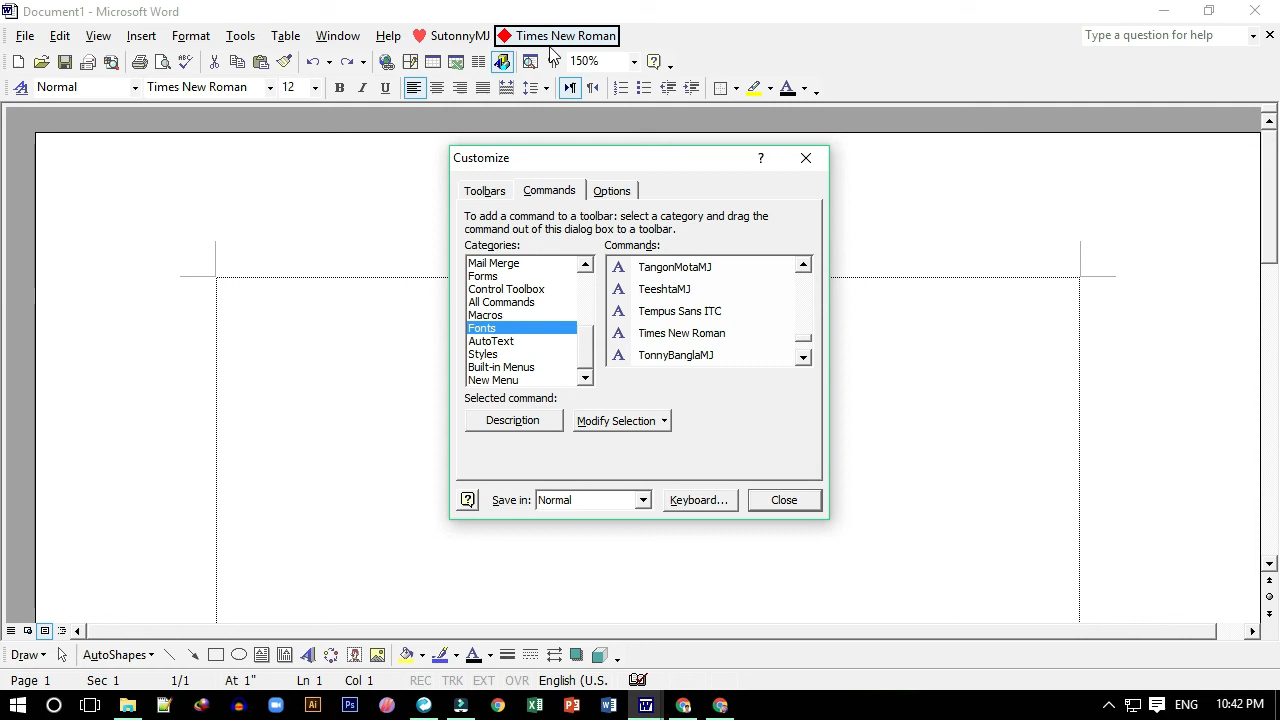 Document1 - Microsoft Word
File Edit View Insert Format Tools Table Window Help SutonnyMJ Times New Roman Type a question for help
150%
Normal Times New Roman 12 B I U
Customize ?
Toolbars Commands Options
To add a command to a toolbar: select a category and drag the
command out of this dialog box to a toolbar.
Categories: Commands:
Mail Merge
Forms
Control Toolbox
All Commands
Macros
Fonts
AutoText
Styles
Built-in Menus
New Menu
TangonMotaMJ
TeeshtaMJ
Tempus Sans ITC
Times New Roman
TonnyBanglaMJ
Selected command:
Description Modify Selection
Save in: Normal Keyboard... Close
Draw AutoShapes
Page 1 Sec 1 1/1 At 1" Ln 1 Col 1 REC TRK EXT OVR English (U.S.
ENG 10:42 PM